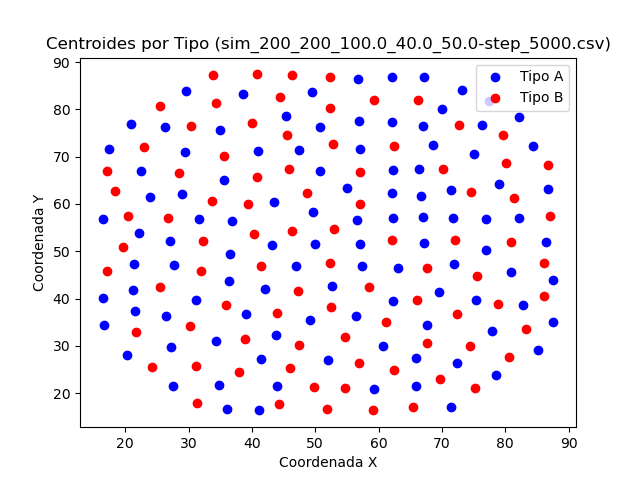 Centroides por Tipo (sim_200_200_100.0_40.0_50.0-step_5000.csv)
Tipo A
Tipo B
90
80
70
60
50
40
30
20
Coordenada Y
20 30 40 50 60 70 80 90
Coordenada X